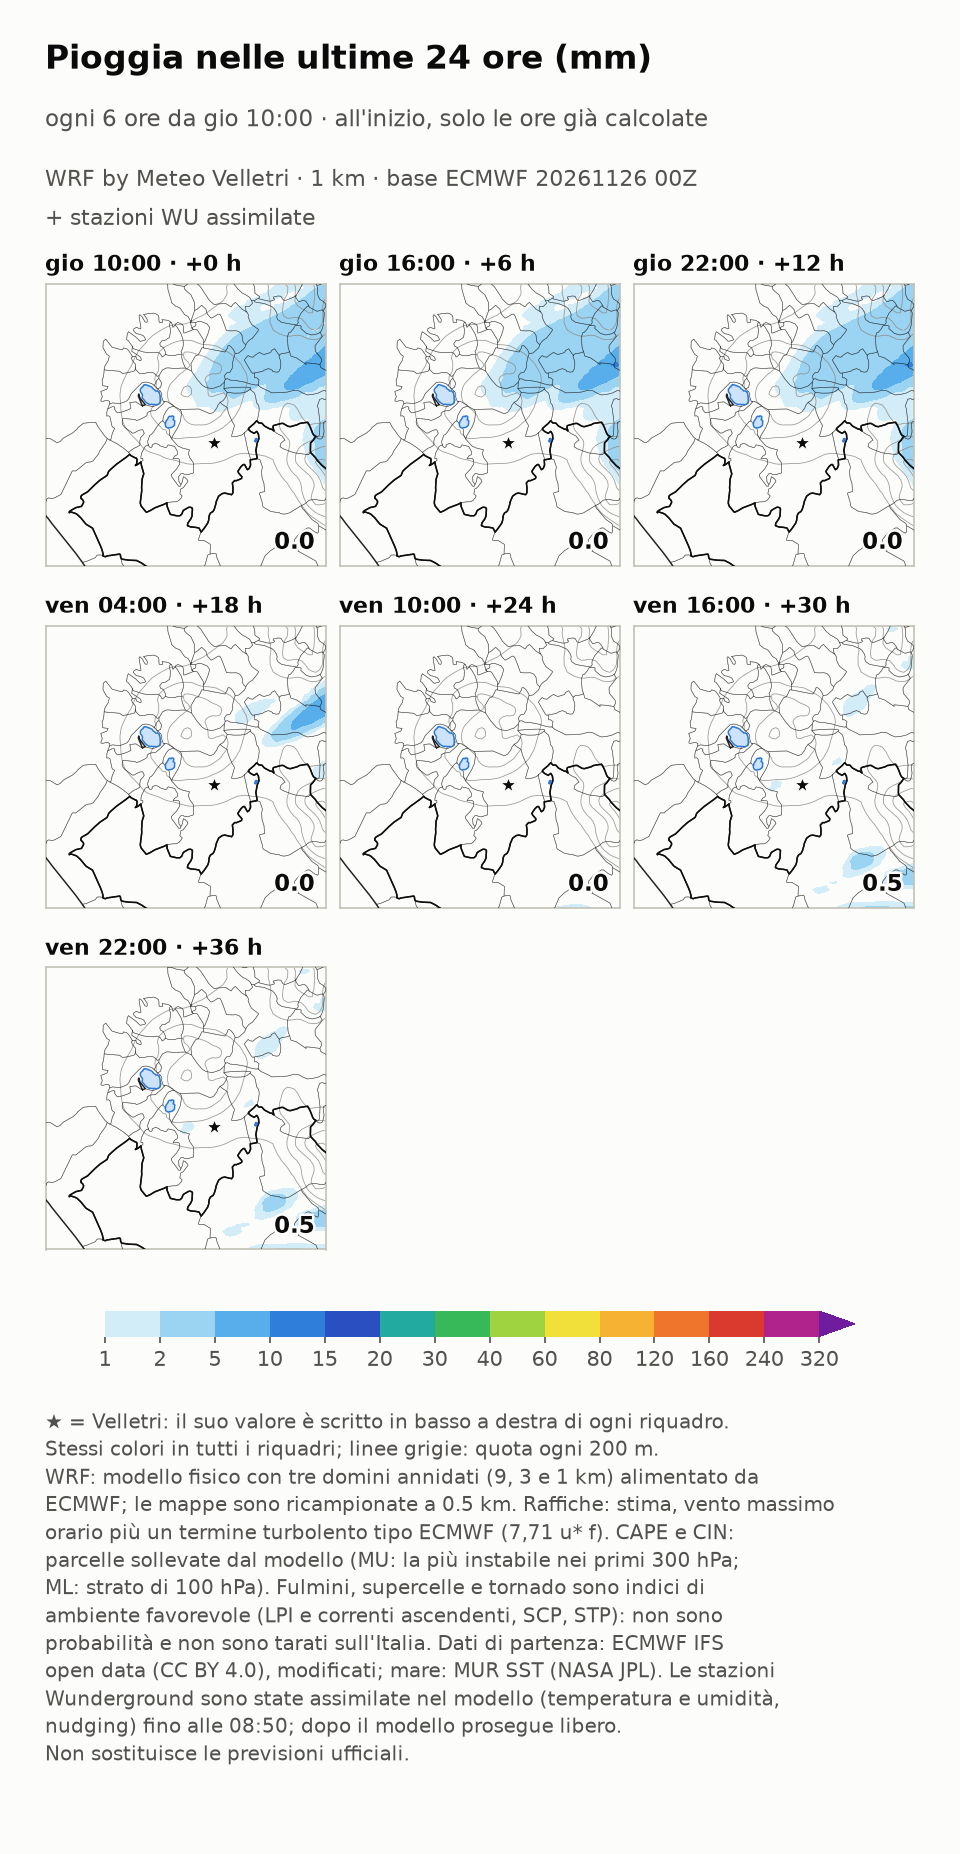 Pioggia nelle ultime 24 ore (mm)
ogni 6 ore da gio 10:00 · all'inizio, solo le ore già calcolate
WRF by Meteo Velletri · 1 km · base ECMWF 20261126 00Z
+ stazioni WU assimilate
gio 10:00 · +0 h
gio 16:00 · +6 h
gio 22:00 · +12 h
0.0
0.0
0.0
ven 04:00 · +18 h
ven 10:00 · +24 h
ven 16:00 · +30 h
0.0
0.0
0.5
ven 22:00 · +36 h
0.5
1 2 5 10 15 20 30 40 60 80 120 160 240 320
★ = Velletri: il suo valore è scritto in basso a destra di ogni riquadro.
Stessi colori in tutti i riquadri; linee grigie: quota ogni 200 m.
WRF: modello fisico con tre domini annidati (9, 3 e 1 km) alimentato da
ECMWF; le mappe sono ricampionate a 0.5 km. Raffiche: stima, vento massimo
orario più un termine turbolento tipo ECMWF (7,71 u* f). CAPE e CIN:
parcelle sollevate dal modello (MU: la più instabile nei primi 300 hPa;
ML: strato di 100 hPa). Fulmini, supercelle e tornado sono indici di
ambiente favorevole (LPI e correnti ascendenti, SCP, STP): non sono
probabilità e non sono tarati sull'Italia. Dati di partenza: ECMWF IFS
open data (CC BY 4.0), modificati; mare: MUR SST (NASA JPL). Le stazioni
Wunderground sono state assimilate nel modello (temperatura e umidità,
nudging) fino alle 08:50; dopo il modello prosegue libero.
Non sostituisce le previsioni ufficiali.